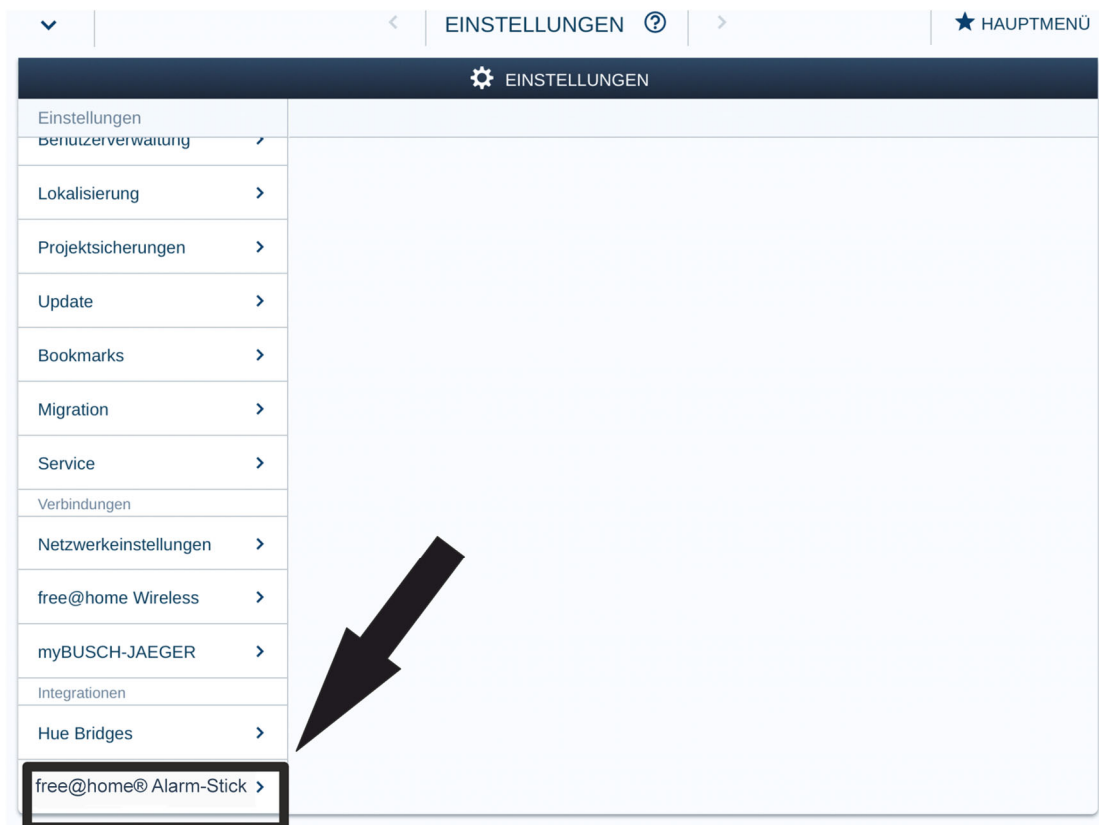 EINSTELLUNGEN
HAUPTMENÜ
EINSTELLUNGEN
Einstellungen
Benutzerverwaltung
Lokalisierung
Projektsicherungen
Update
Bookmarks
Migration
Service
Verbindungen
Netzwerkeinstellungen
free@home Wireless
myBUSCH-JAEGER
Integrationen
Hue Bridges
free@home® Alarm-Stick